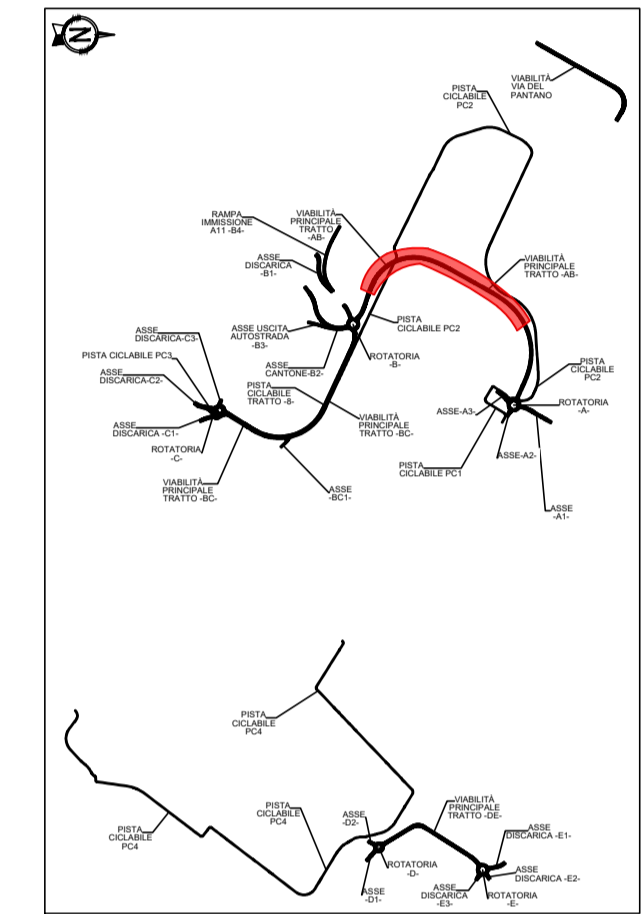 N
VIABILITÀ
VIA DEL
PANTANO
PISTA
CICLABILE
PC2
RAMPA
IMMISSIONE
A11 -B4-
VIABILITÀ
PRINCIPALE
TRATTO
-AB-
ASSE
DISCARICA
-B1-
VIABILITÀ
PRINCIPALE
TRATTO -AB-
ASSE USCITA
AUTOSTRADA
-B3-
PISTA
CICLABILE PC2
ASSE
DISCARICA-C3-
PISTA CICLABILE PC3
ROTATORIA
-B-
ASSE
CANTONE-B2-
PISTA
CICLABILE
PC2
ASSE
DISCARICA-C2-
PISTA
CICLABILE
TRATTO -8-
ASSE-A3-
ROTATORIA
-A-
ASSE
DISCARICA -C1-
VIABILITÀ
PRINCIPALE
TRATTO -BC-
ROTATORIA
-C-
ASSE-A2-
PISTA
CICLABILE PC1
VIABILITÀ
PRINCIPALE
TRATTO -BC-
ASSE
-BC1-
ASSE
-A1-
PISTA
CICLABILE
PC4
VIABILITÀ
PRINCIPALE
TRATTO -DE-
PISTA
CICLABILE
PC4
ASSE
-D2-
PISTA
CICLABILE
PC4
ASSE
DISCARICA -E1-
ROTATORIA
-D-
ASSE
DISCARICA -E2-
ASSE
-D1-
ASSE
DISCARICA
-E3-
ROTATORIA
-E-